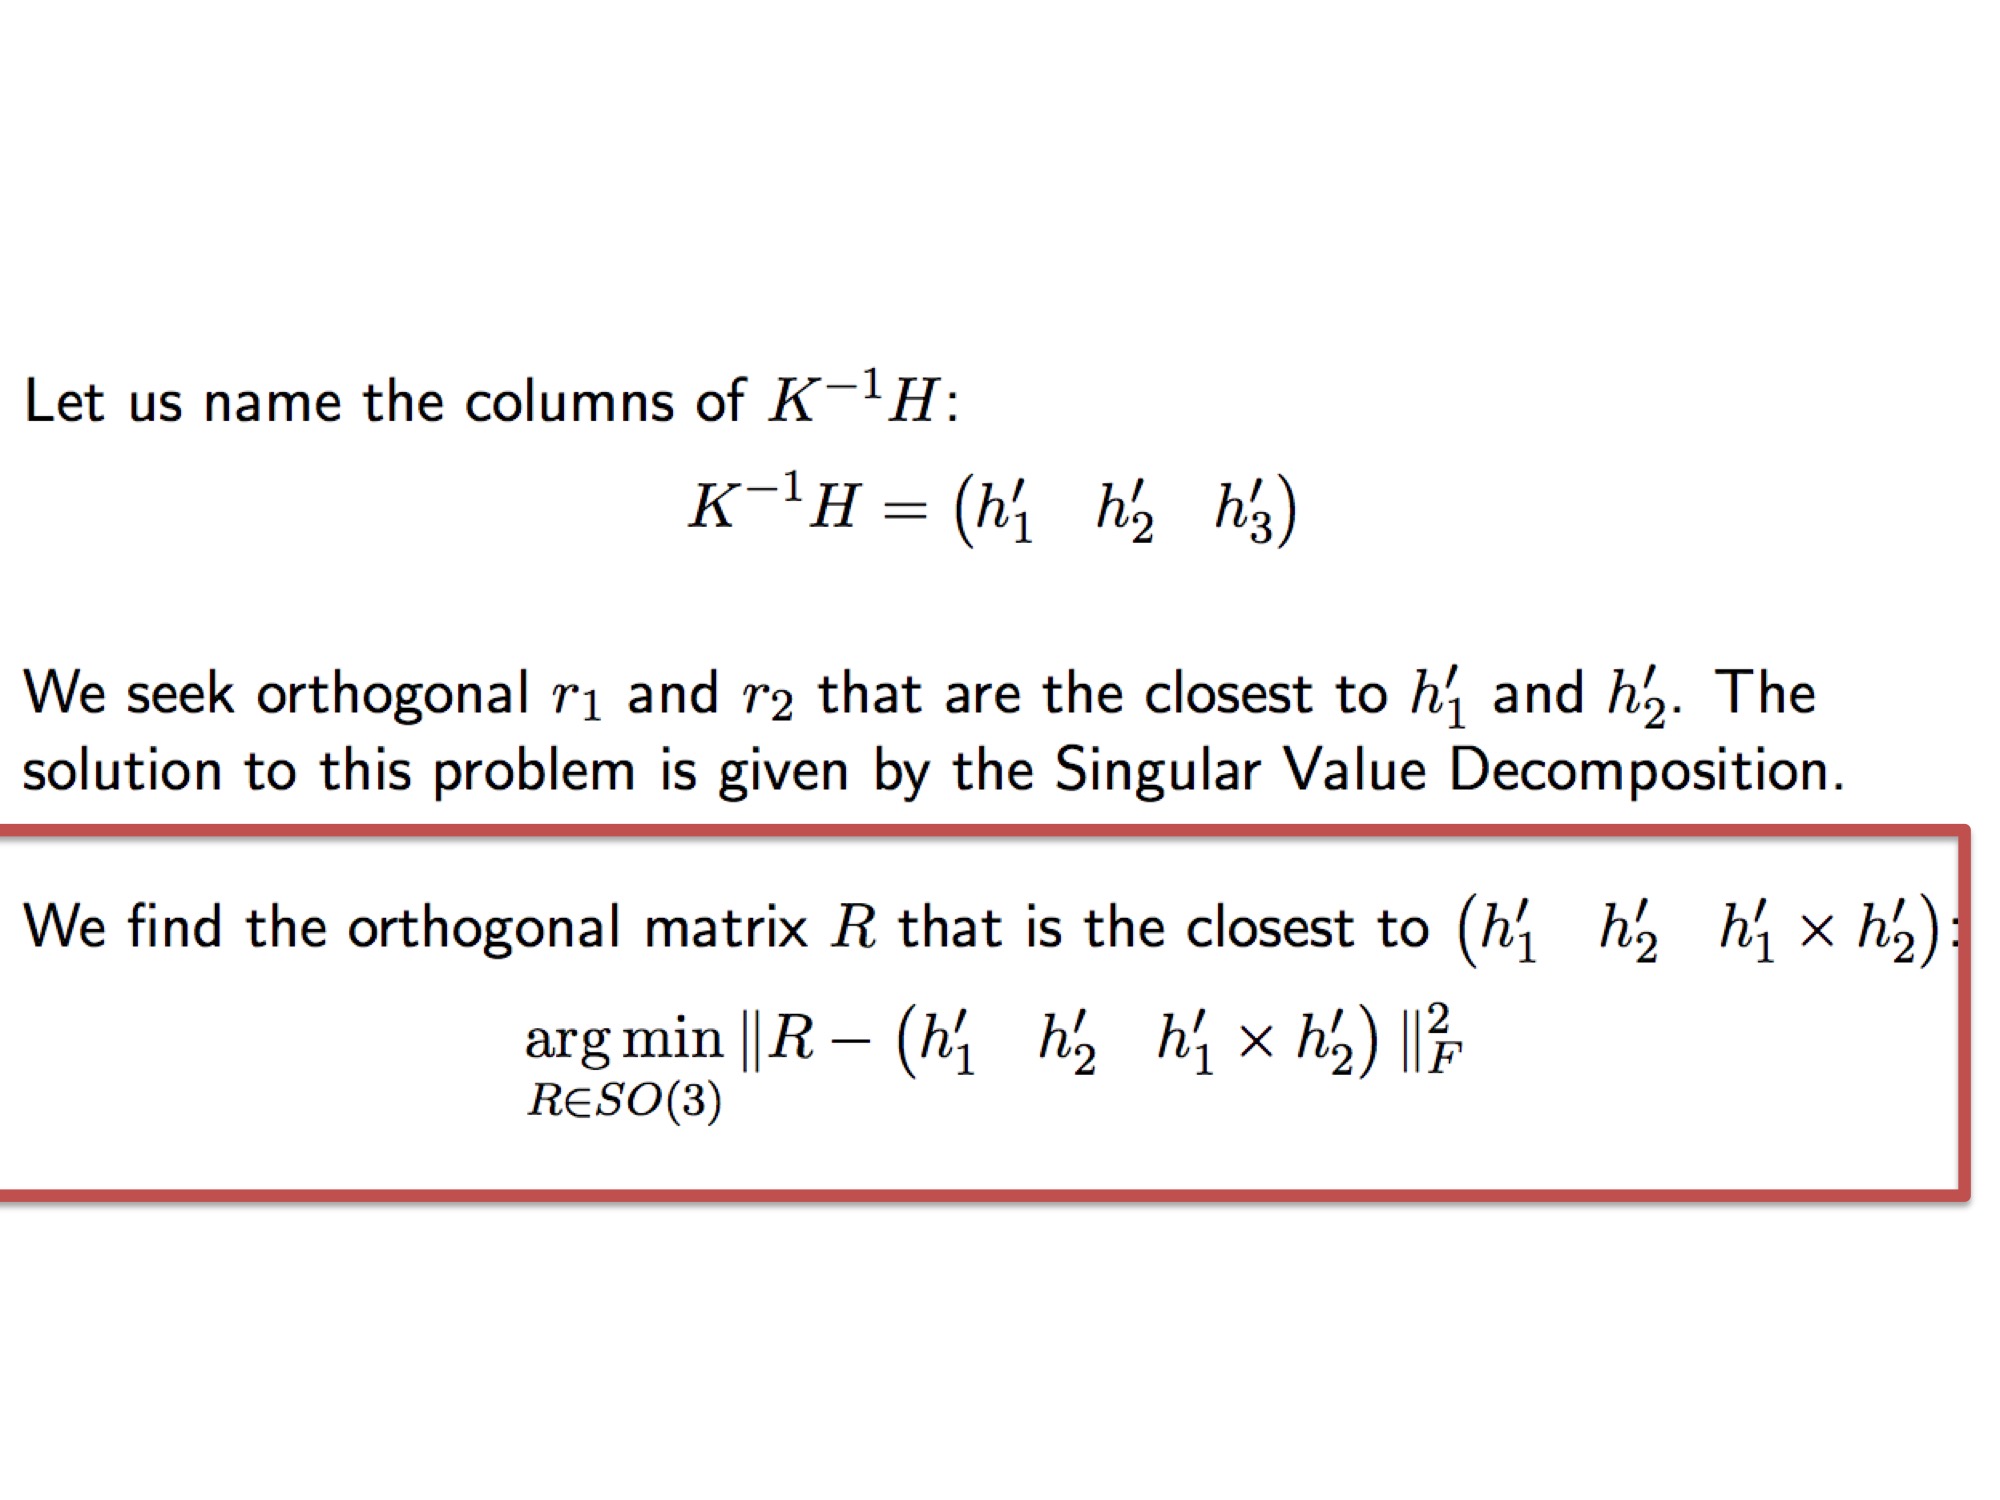 Let us name the columns of $K^{-1}H$:
$K^{-1}H = \begin{pmatrix} h'_1 & h'_2 & h'_3 \end{pmatrix}$
We seek orthogonal $r_1$ and $r_2$ that are the closest to $h'_1$ and $h'_2$. The
solution to this problem is given by the Singular Value Decomposition.
We find the orthogonal matrix $R$ that is the closest to $\begin{pmatrix} h'_1 & h'_2 & h'_1 \times h'_2 \end{pmatrix}$:
$\underset{R \in SO(3)}{\arg\min} \| R - \begin{pmatrix} h'_1 & h'_2 & h'_1 \times h'_2 \end{pmatrix} \|_F^2$